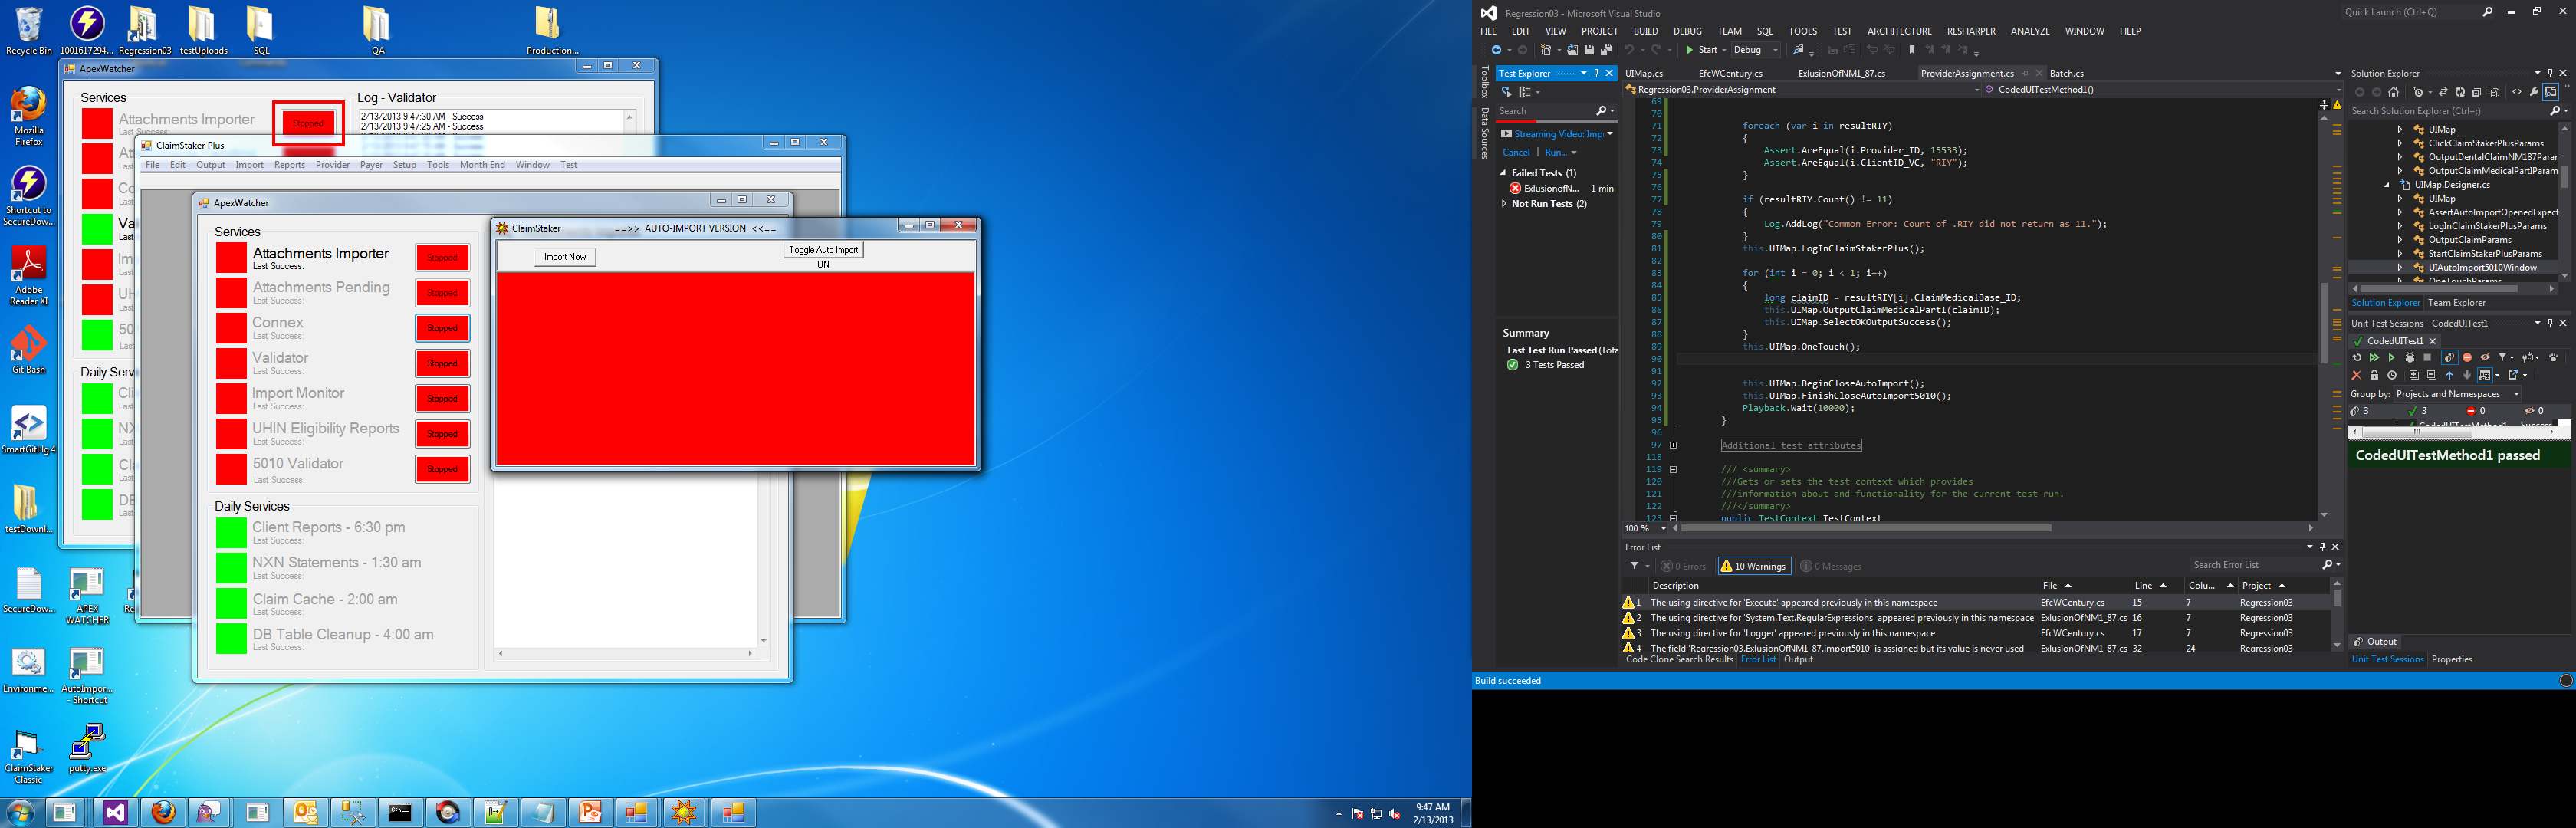 Recycle Bin
1001617294...
Regression03
testUploads
SQL
QA
Production...
Mozilla
Firefox
Shortcut to
SecureDow...
Adobe
Reader XI
Git Bash
SmartGitHg 4
testDownl...
SecureDow...
APEX
WATCHER
Environme...
AutoImpor...
- Shortcut
ClaimStaker
Classic
putty.exe
ApexWatcher
Services
Attachments Importer
Last Success:
Stopped
Log - Validator
2/13/2013 9:47:30 AM - Success
2/13/2013 9:47:25 AM - Success
Daily Serv
ClaimStaker Plus
File Edit Output Import Reports Provider Payer Setup Tools Month End Window Test
ApexWatcher
Services
Attachments Importer
Last Success:
Stopped
Attachments Pending
Last Success:
Stopped
Connex
Last Success:
Stopped
Validator
Last Success:
Stopped
Import Monitor
Last Success:
Stopped
UHIN Eligibility Reports
Last Success:
Stopped
5010 Validator
Last Success:
Stopped
Daily Services
Client Reports - 6:30 pm
Last Success:
NXN Statements - 1:30 am
Last Success:
Claim Cache - 2:00 am
Last Success:
DB Table Cleanup - 4:00 am
Last Success:
ClaimStaker ==>> AUTO-IMPORT VERSION <<==
Import Now
Toggle Auto Import
ON
9:47 AM
2/13/2013
Regression03 - Microsoft Visual Studio
Quick Launch (Ctrl+Q)
FILE EDIT VIEW PROJECT BUILD DEBUG TEAM SQL TOOLS TEST ARCHITECTURE RESHARPER ANALYZE WINDOW HELP
Start Debug
Toolbox
Data Sources
Test Explorer
Search
Streaming Video: Impr
Cancel | Run...
Failed Tests (1)
ExlusionofN... 1 min
Not Run Tests (2)
Summary
Last Test Run Passed (Tota
3 Tests Passed
UIMap.cs EfcWCentury.cs ExlusionOfNM1_87.cs ProviderAssignment.cs Batch.cs
Regression03.ProviderAssignment
CodedUITestMethod1()
69
70
71 foreach (var i in resultRIY)
72 {
73 Assert.AreEqual(i.Provider_ID, 15533);
74 Assert.AreEqual(i.ClientID_VC, "RIY");
75 }
76
77 if (resultRIY.Count() != 11)
78 {
79 Log.AddLog("Common Error: Count of .RIY did not return as 11.");
80 }
81 this.UIMap.LogInClaimStakerPlus();
82
83 for (int i = 0; i < 1; i++)
84 {
85 long claimID = resultRIY[i].ClaimMedicalBase_ID;
86 this.UIMap.OutputClaimMedicalPartI(claimID);
87 this.UIMap.SelectOKOutputSuccess();
88 }
89 this.UIMap.OneTouch();
90
91
92 this.UIMap.BeginCloseAutoImport();
93 this.UIMap.FinishCloseAutoImport5010();
94 Playback.Wait(10000);
95 }
96
97 Additional test attributes
118
119 /// <summary>
120 ///Gets or sets the test context which provides
121 ///information about and functionality for the current test run.
122 ///</summary>
123 public TestContext TestContext
100 %
Error List
0 Errors
10 Warnings
0 Messages
Search Error List
Description File Line Colu... Project
1 The using directive for 'Execute' appeared previously in this namespace EfcWCentury.cs 15 7 Regression03
2 The using directive for 'System.Text.RegularExpressions' appeared previously in this namespace ExlusionOfNM1_87.cs 16 7 Regression03
3 The using directive for 'Logger' appeared previously in this namespace EfcWCentury.cs 17 7 Regression03
4 The field 'Regression03.ExlusionOfNM1_87.import5010' is assigned but its value is never used ExlusionOfNM1_87.cs 32 24 Regression03
Code Clone Search Results Error List Output
Build succeeded
Solution Explorer
Search Solution Explorer (Ctrl+;)
UIMap
ClickClaimStakerPlusParams
OutputDentalClaimNM187Param
OutputClaimMedicalPartIParam
UIMap.Designer.cs
UIMap
AssertAutoImportOpenedExpect
LogInClaimStakerPlusParams
OutputClaimParams
StartClaimStakerPlusParams
UIAutoImport5010Window
OneTouchParams
Solution Explorer Team Explorer
Unit Test Sessions - CodedUITest1
CodedUITest1
Group by: Projects and Namespaces
3 3 0 0
CodedUITestMethod1 passed
Output
Unit Test Sessions Properties